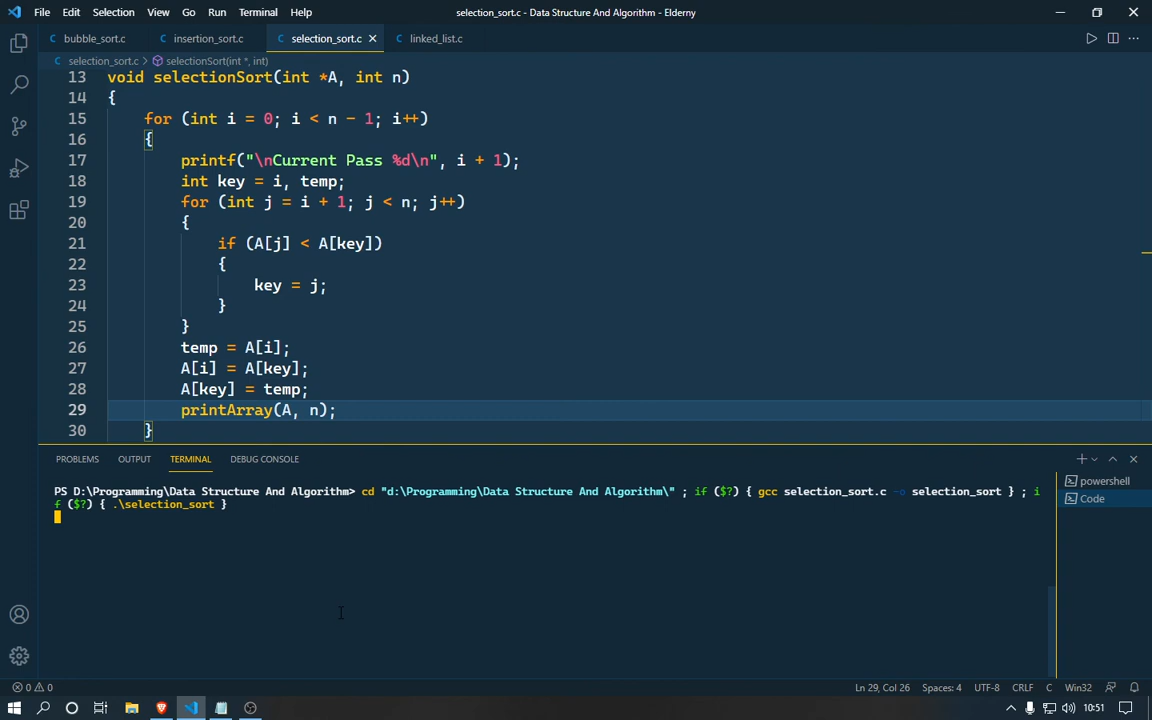 File Edit Selection View Go Run Terminal Help selection_sort.c - Data Structure And Algorithm - Elderny
C bubble_sort.c C insertion_sort.c C selection_sort.c C linked_list.c
C selection_sort.c > selectionSort(int *, int)
13 void selectionSort(int *A, int n)
14 {
15 for (int i = 0; i < n - 1; i++)
16 {
17 printf("\nCurrent Pass %d\n", i + 1);
18 int key = i, temp;
19 for (int j = i + 1; j < n; j++)
20 {
21 if (A[j] < A[key])
22 {
23 key = j;
24 }
25 }
26 temp = A[i];
27 A[i] = A[key];
28 A[key] = temp;
29 printArray(A, n);
30 }
PROBLEMS OUTPUT TERMINAL DEBUG CONSOLE
PS D:\Programming\Data Structure And Algorithm> cd "d:\Programming\Data Structure And Algorithm\" ; if ($?) { gcc selection_sort.c -o selection_sort } ; i
f ($?) { .\selection_sort }
powershell
Code
0 0 Ln 29, Col 26 Spaces: 4 UTF-8 CRLF C Win32
10:51